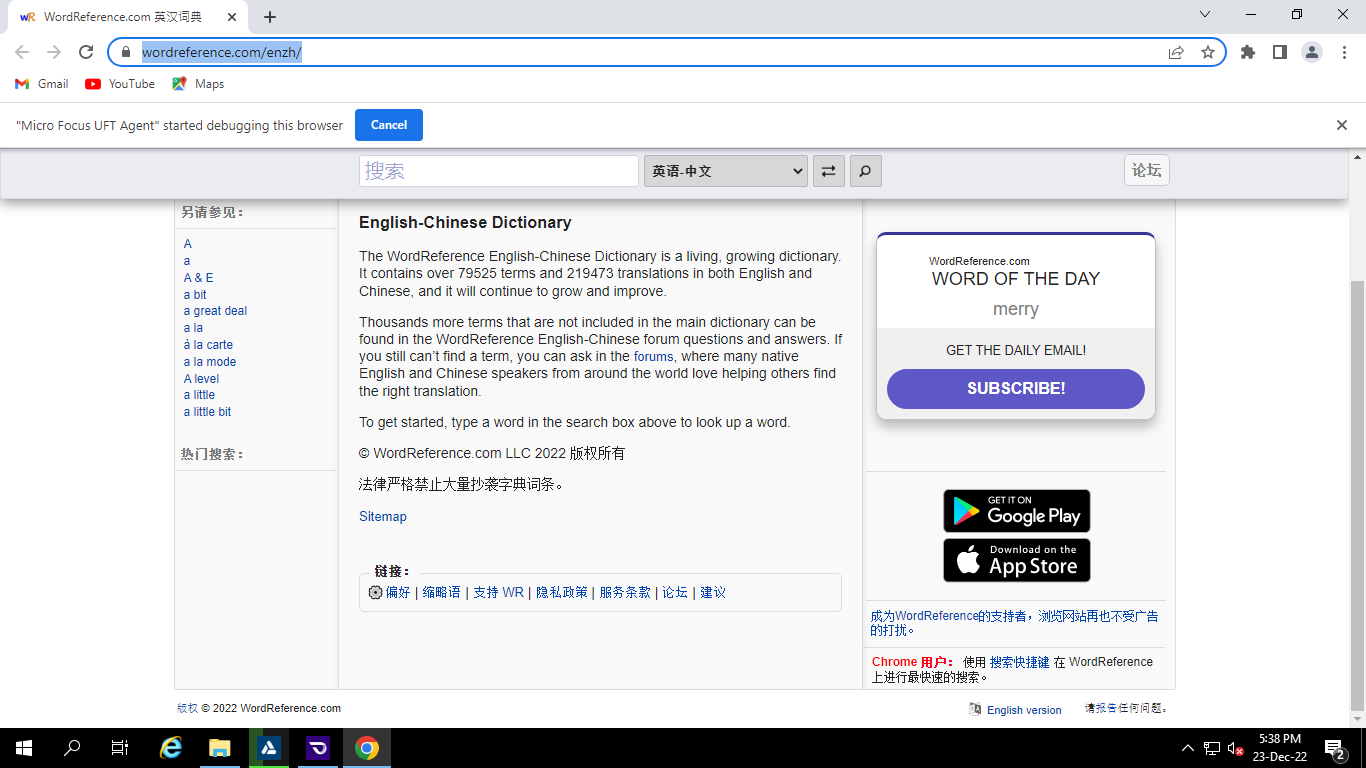 WordReference.com 英汉词典
wordreference.com/enzh/
Gmail
YouTube
Maps
"Micro Focus UFT Agent" started debugging this browser
Cancel
搜索
英语-中文
论坛
另请参见：
A
a
A & E
a bit
a great deal
a la
à la carte
a la mode
A level
a little
a little bit
热门搜索：
English-Chinese Dictionary
The WordReference English-Chinese Dictionary is a living, growing dictionary.
It contains over 79525 terms and 219473 translations in both English and
Chinese, and it will continue to grow and improve.
Thousands more terms that are not included in the main dictionary can be
found in the WordReference English-Chinese forum questions and answers. If
you still can't find a term, you can ask in the forums, where many native
English and Chinese speakers from around the world love helping others find
the right translation.
To get started, type a word in the search box above to look up a word.
© WordReference.com LLC 2022 版权所有
法律严格禁止大量抄袭字典词条。
Sitemap
链接：
偏好 | 缩略语 | 支持 WR | 隐私政策 | 服务条款 | 论坛 | 建议
WordReference.com
WORD OF THE DAY
merry
GET THE DAILY EMAIL!
SUBSCRIBE!
GET IT ON
Google Play
Download on the
App Store
成为WordReference的支持者，浏览网站再也不受广告
的打扰。
Chrome 用户： 使用 搜索快捷键 在 WordReference
上进行最快速的搜索。
版权 © 2022 WordReference.com
English version
请报告任何问题。
5:38 PM
23-Dec-22
2